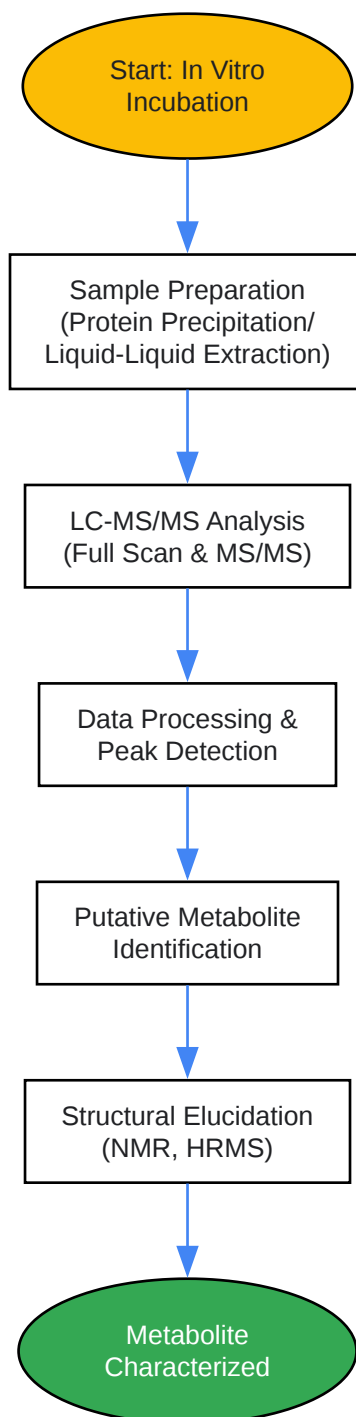 Start: In Vitro
Incubation
Sample Preparation
(Protein Precipitation/
Liquid-Liquid Extraction)
LC-MS/MS Analysis
(Full Scan & MS/MS)
Data Processing &
Peak Detection
Putative Metabolite
Identification
Structural Elucidation
(NMR, HRMS)
Metabolite
Characterized